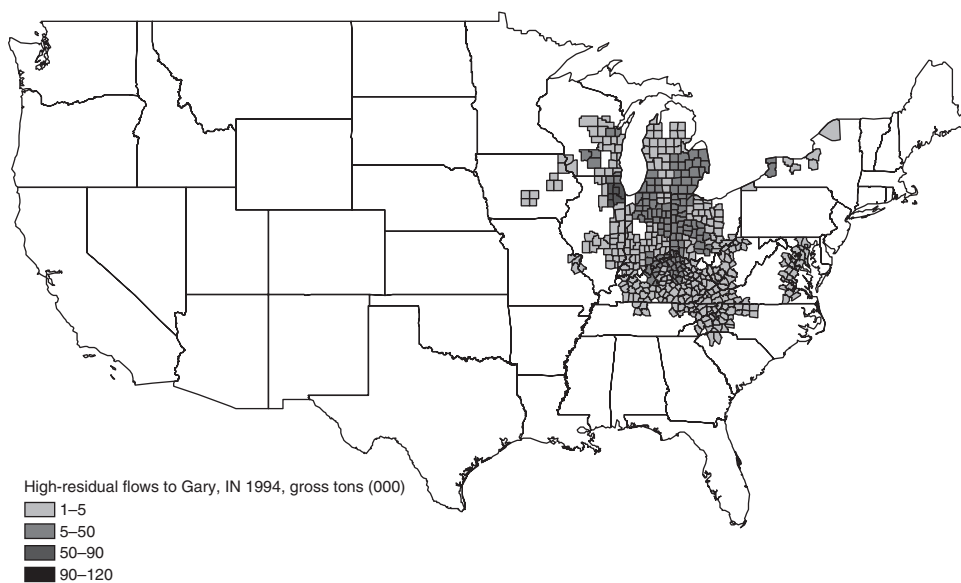 High-residual flows to Gary, IN 1994, gross tons (000)
1–5
5–50
50–90
90–120